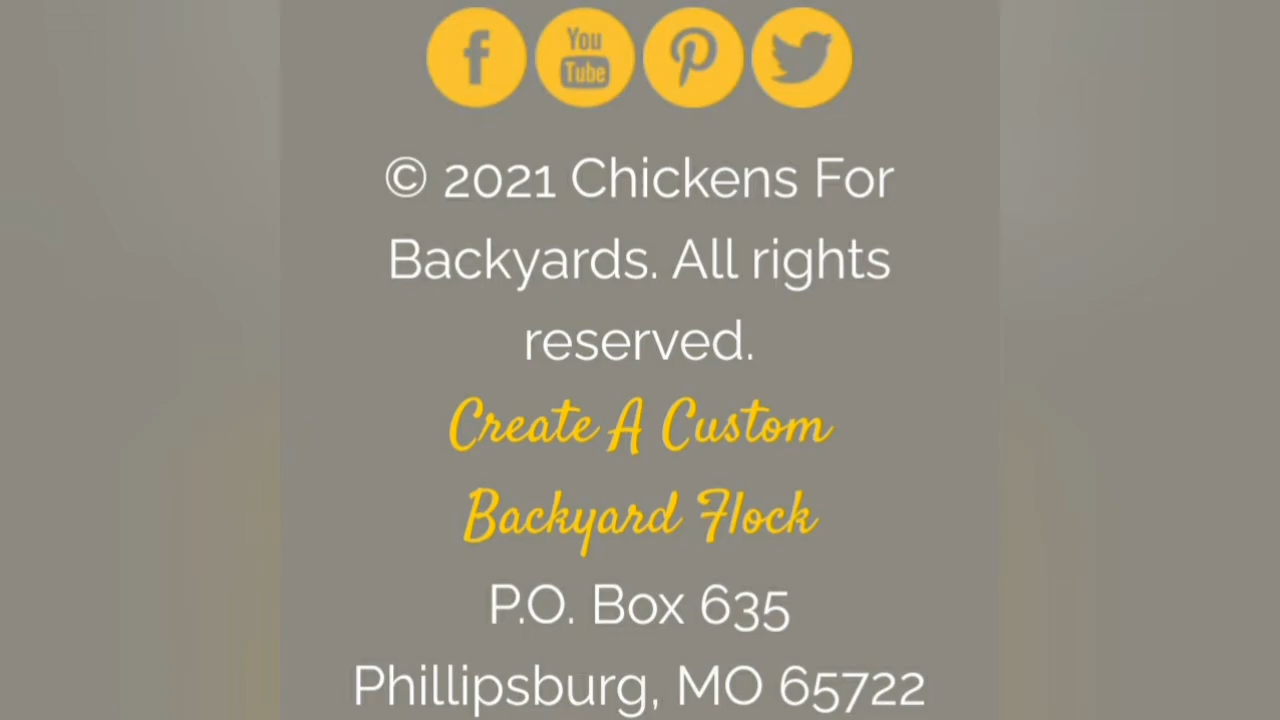 f You Tube P
© 2021 Chickens For
Backyards. All rights
reserved.
Create A Custom
Backyard Flock
P.O. Box 635
Phillipsburg, MO 65722